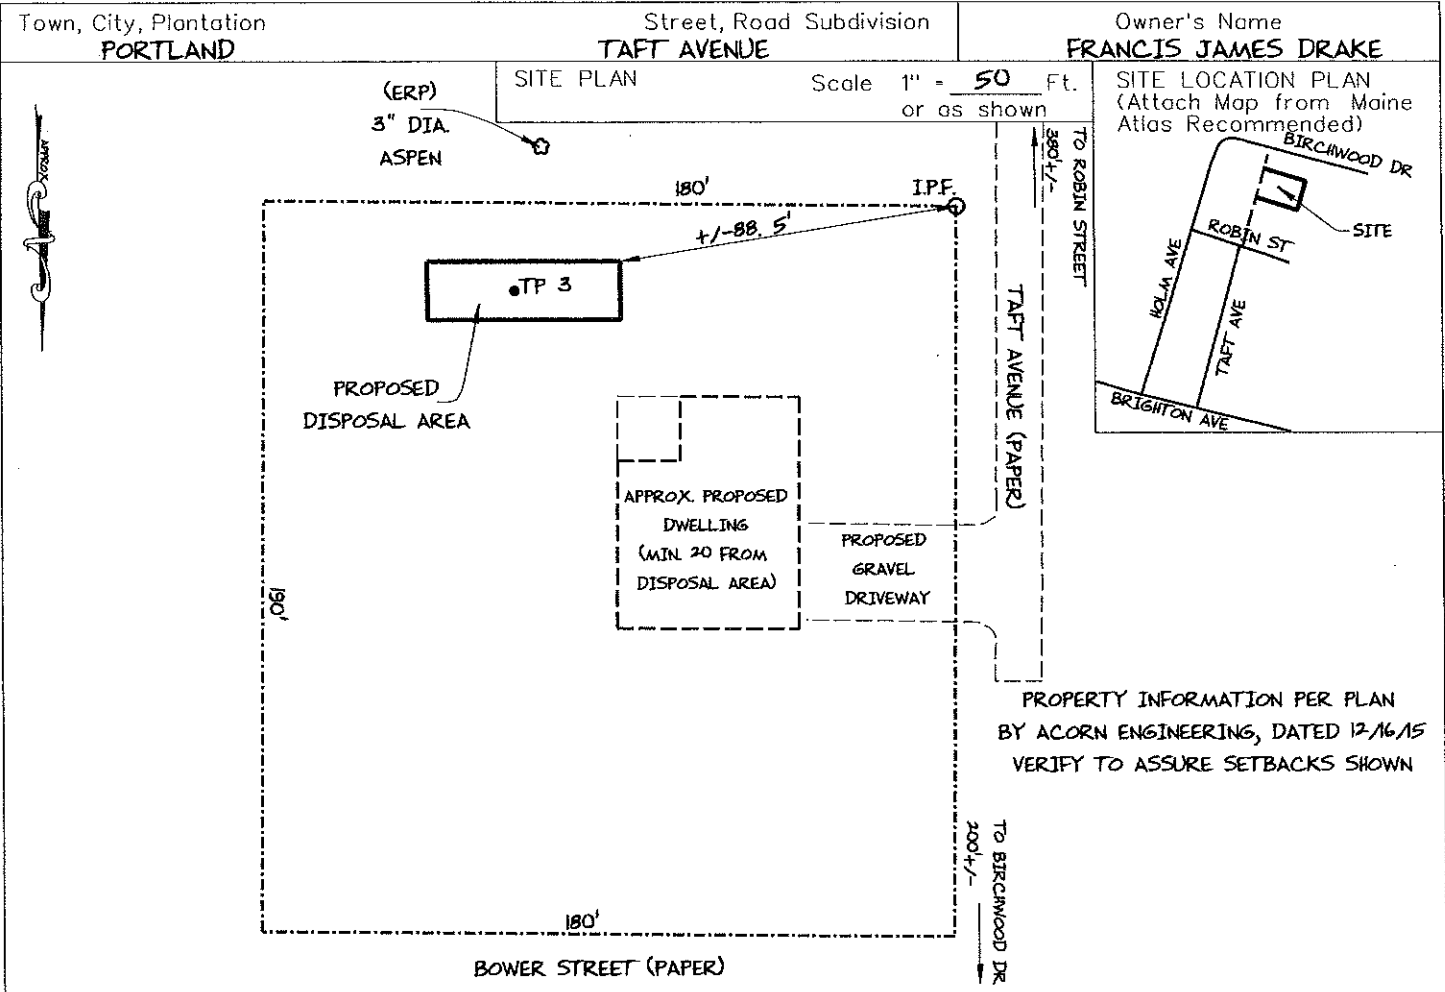 Town, City, Plantation
PORTLAND
Street, Road Subdivision
TAFT AVENUE
Owner's Name
FRANCIS JAMES DRAKE
SITE PLAN
Scale 1" = 50 Ft.
or as shown
SITE LOCATION PLAN
(Attach Map from Maine
Atlas Recommended)
BIRCHWOOD DR
SITE
ROBIN ST
HOLM AVE
TAFT AVE
BRIGHTON AVE
APPROX.
(ERP)
3" DIA.
ASPEN
180'
I.P.F.
+/-88. 5'
TO ROBIN STREET
380'+/-
TP 3
PROPOSED
DISPOSAL AREA
TAFT AVENUE (PAPER)
APPROX. PROPOSED
DWELLING
(MIN. 20 FROM
DISPOSAL AREA)
PROPOSED
GRAVEL
DRIVEWAY
190'
PROPERTY INFORMATION PER PLAN
BY ACORN ENGINEERING, DATED 12/16/15
VERIFY TO ASSURE SETBACKS SHOWN
TO BIRCHWOOD DR
200'+/-
180'
BOWER STREET (PAPER)